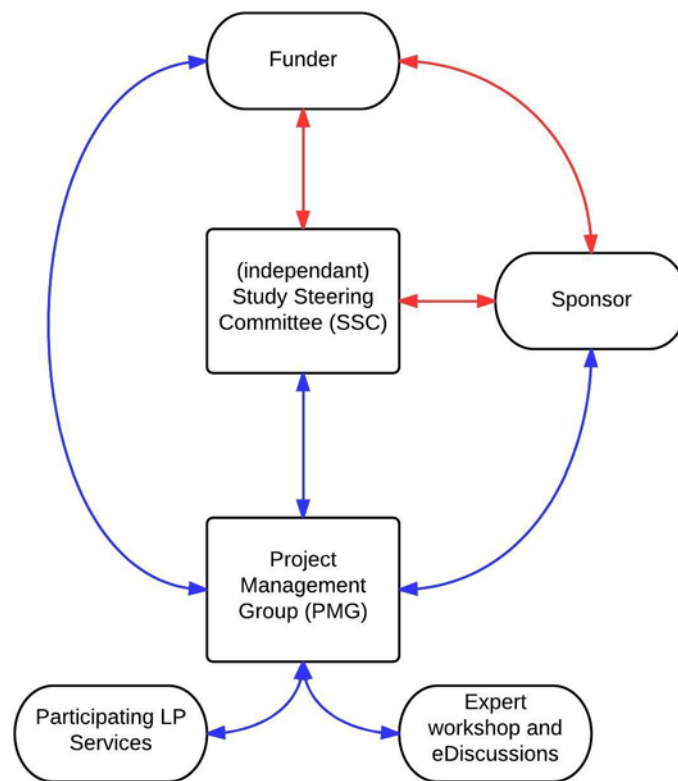 Funder
(independant)
Study Steering
Committee (SSC)
Sponsor
Project
Management
Group (PMG)
Participating LP
Services
Expert
workshop and
eDiscussions